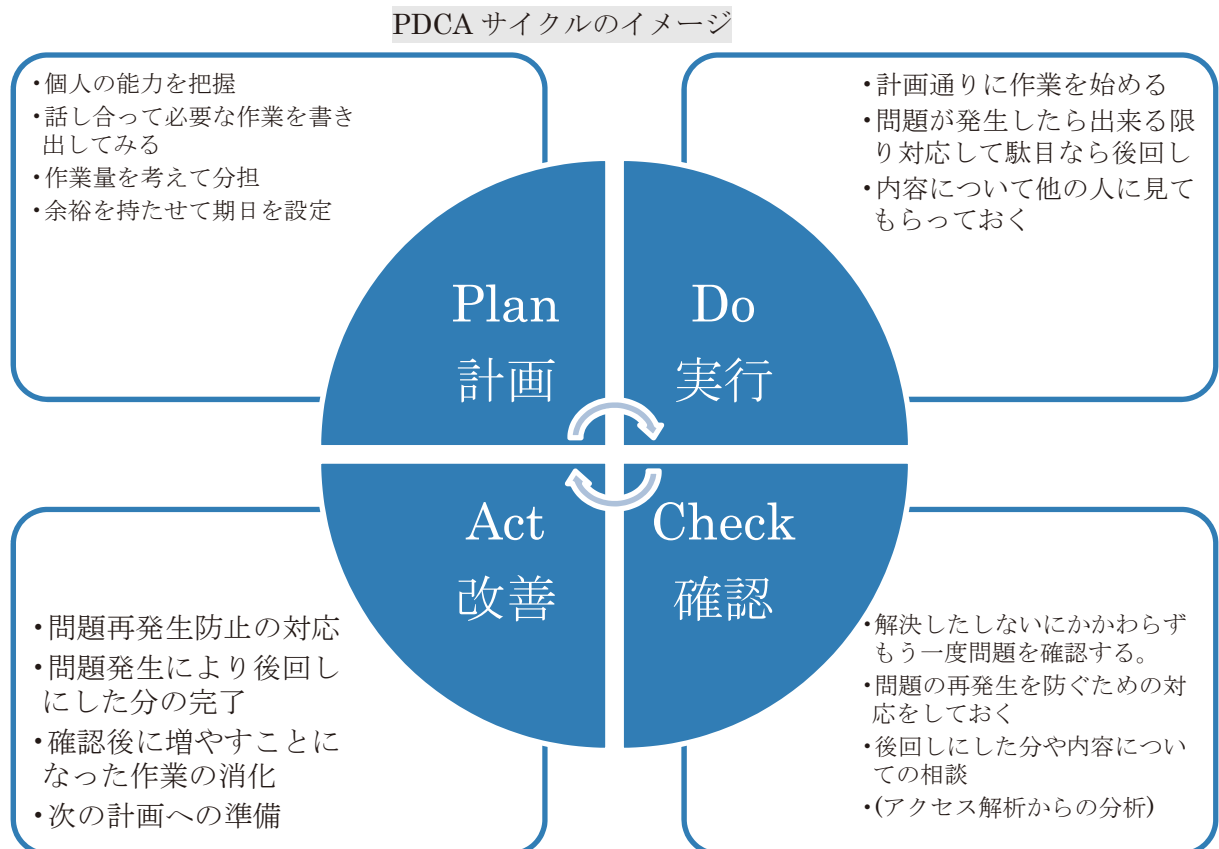 PDCA サイクルのイメージ
・個人の能力を把握
・話し合って必要な作業を書き
出してみる
・作業量を考えて分担
・余裕を持たせて期日を設定
・計画通りに作業を始める
・問題が発生したら出来る限
り対応して駄目なら後回し
・内容について他の人に見て
もらっておく
Plan
計画
Do
実行
Act
改善
Check
確認
・問題再発生防止の対応
・問題発生により後回し
にした分の完了
・確認後に増やすことに
なった作業の消化
・次の計画への準備
・解決したしないにかかわらず
もう一度問題を確認する。
・問題の再発生を防ぐための対
応をしておく
・後回しにした分や内容につい
ての相談
・(アクセス解析からの分析)